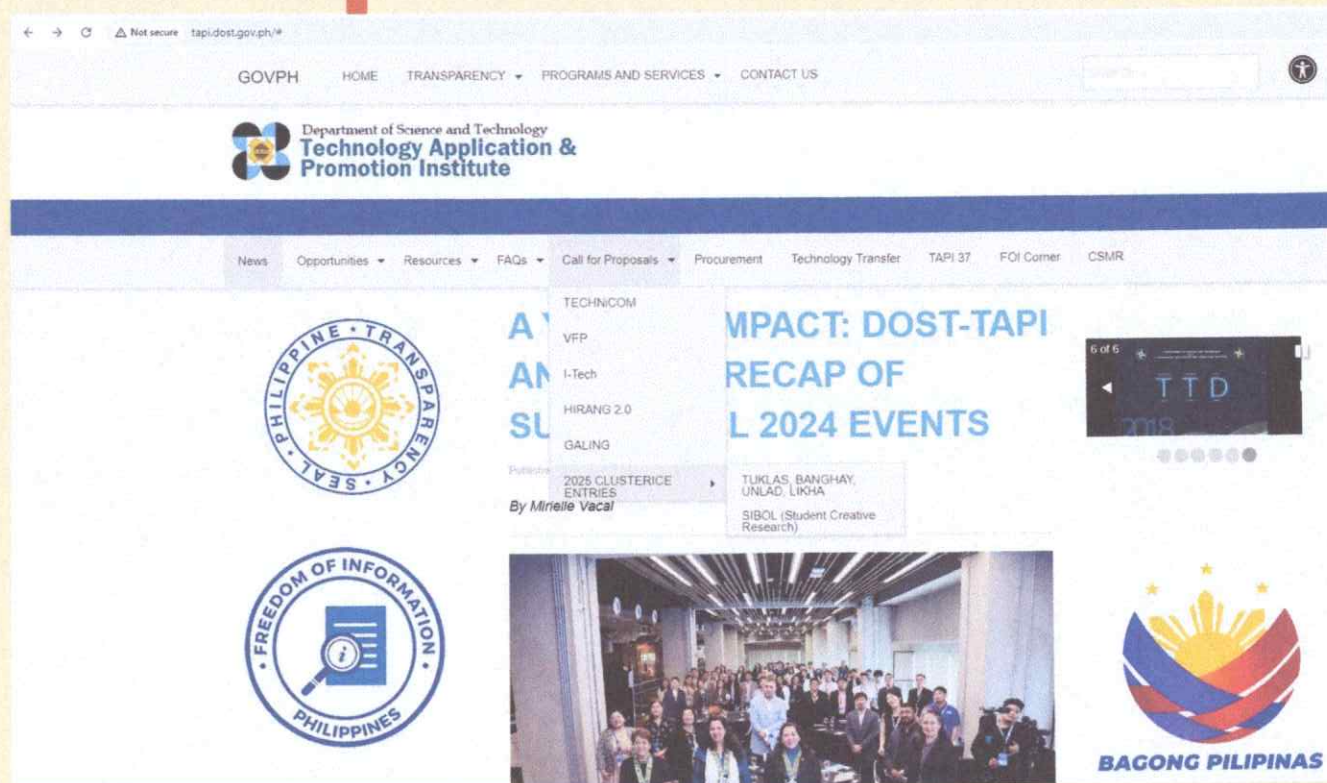 Not secure tapi.dost.gov.ph/#
GOVPH HOME TRANSPARENCY PROGRAMS AND SERVICES CONTACT US
Department of Science and Technology
Technology Application &
Promotion Institute
News Opportunities Resources FAQs Call for Proposals Procurement Technology Transfer TAPI 37 FOI Corner CSMR
TECHNiCOM
VFP
I-Tech
HIRANG 2.0
GALING
2025 CLUSTERICE
ENTRIES
TUKLAS, BANGHAY,
UNLAD, LIKHA
SIBOL (Student Creative
Research)
PHILIPPINE • TRANSPARENCY • SEAL •
A MPACT: DOST-TAPI
AN RECAP OF
SU L 2024 EVENTS
Publishe
By Mirielle Vacal
6 of 6
TTD
2018
• FREEDOM OF INFORMATION •
PHILIPPINES
BAGONG PILIPINAS